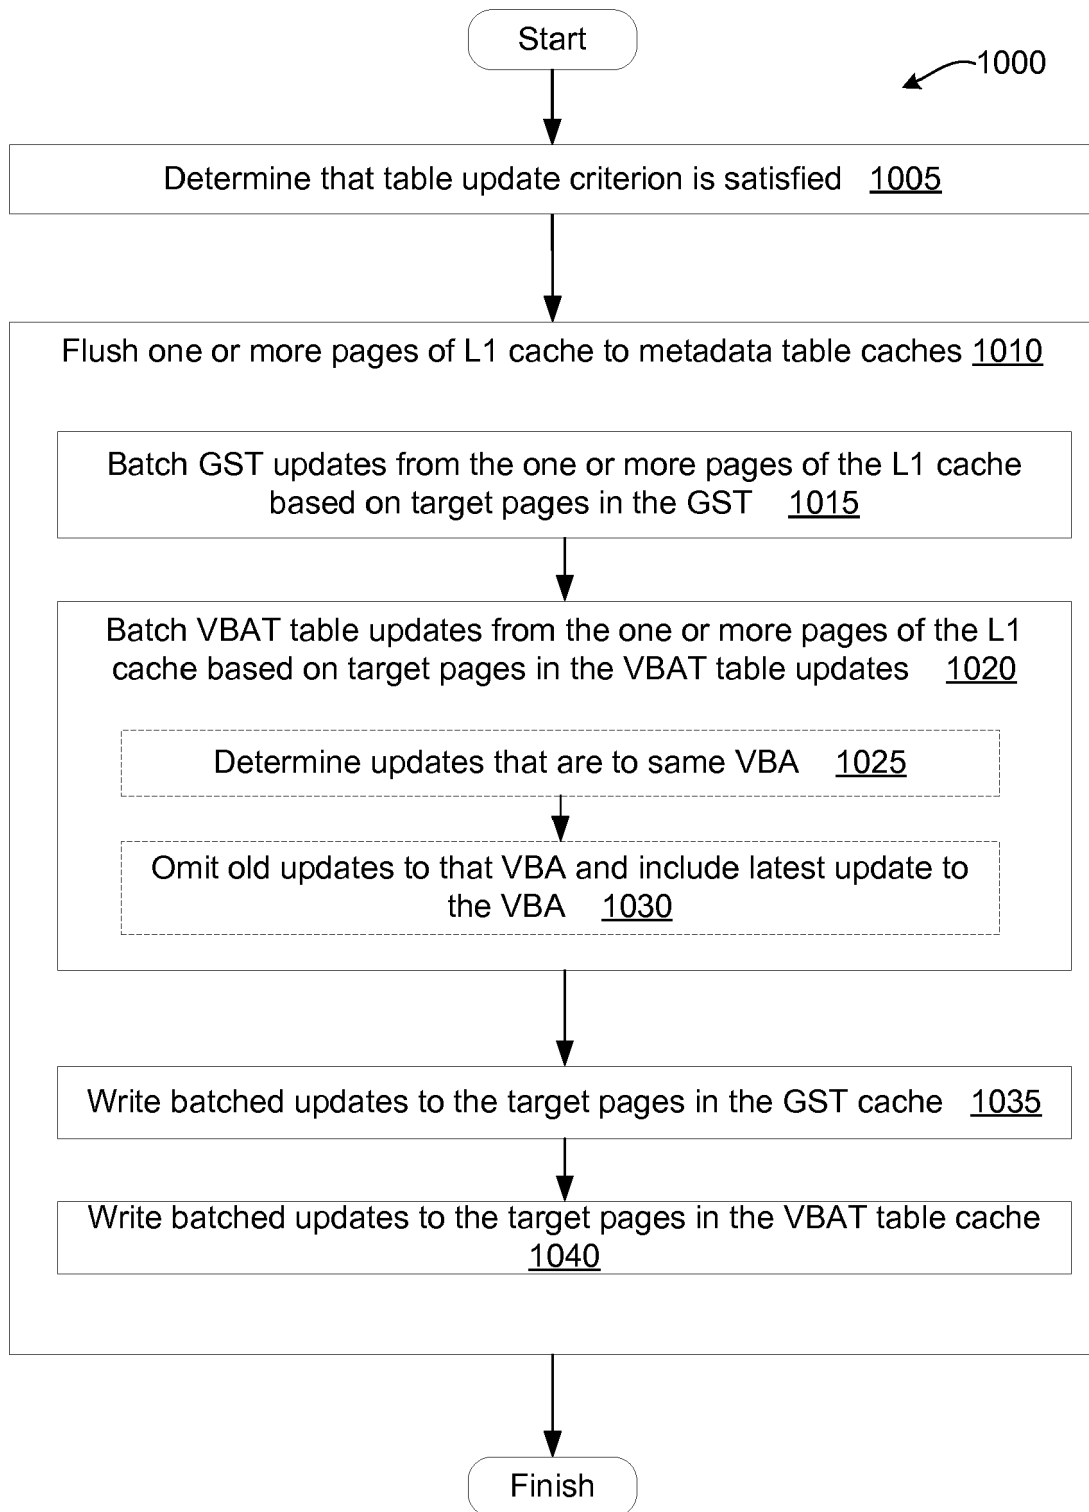 Start
1000
Determine that table update criterion is satisfied 1005
Flush one or more pages of L1 cache to metadata table caches 1010
Batch GST updates from the one or more pages of the L1 cache
based on target pages in the GST 1015
Batch VBAT table updates from the one or more pages of the L1
cache based on target pages in the VBAT table updates 1020
Determine updates that are to same VBA 1025
Omit old updates to that VBA and include latest update to
the VBA 1030
Write batched updates to the target pages in the GST cache 1035
Write batched updates to the target pages in the VBAT table cache
1040
Finish